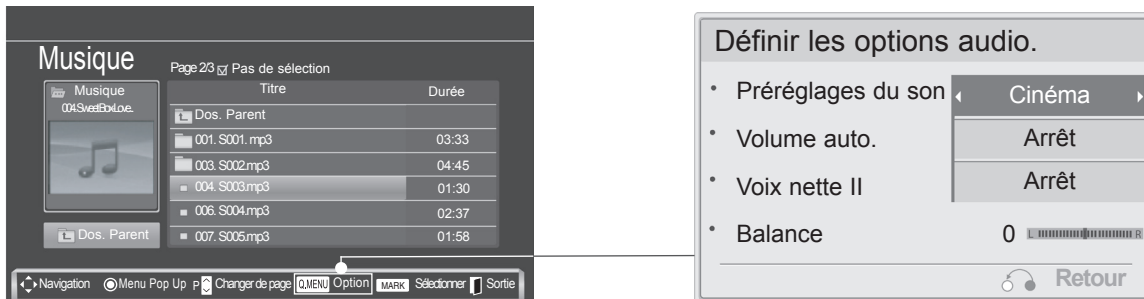 Musique
Page 2/3 Pas de sélection
Musique
004.SweetBoxLove..
Dos. Parent
Titre Durée
Dos. Parent
001. S001. mp3 03:33
003. S002.mp3 04:45
004. S003.mp3 01:30
006. S004.mp3 02:37
007. S005.mp3 01:58
Navigation Menu Pop Up P Changer de page Q.MENU Option MARK Sélectionner Sortie
Définir les options audio.
• Préréglages du son Cinéma
• Volume auto. Arrêt
• Voix nette II Arrêt
• Balance 0 L R
Retour